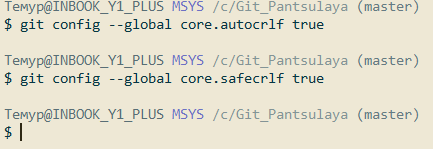 Темур@INBOOK_Y1_PLUS MSYS /c/Git_Pantsulaya (master)
$ git config --global core.autocrlf true
Темур@INBOOK_Y1_PLUS MSYS /c/Git_Pantsulaya (master)
$ git config --global core.safecrlf true
Темур@INBOOK_Y1_PLUS MSYS /c/Git_Pantsulaya (master)
$